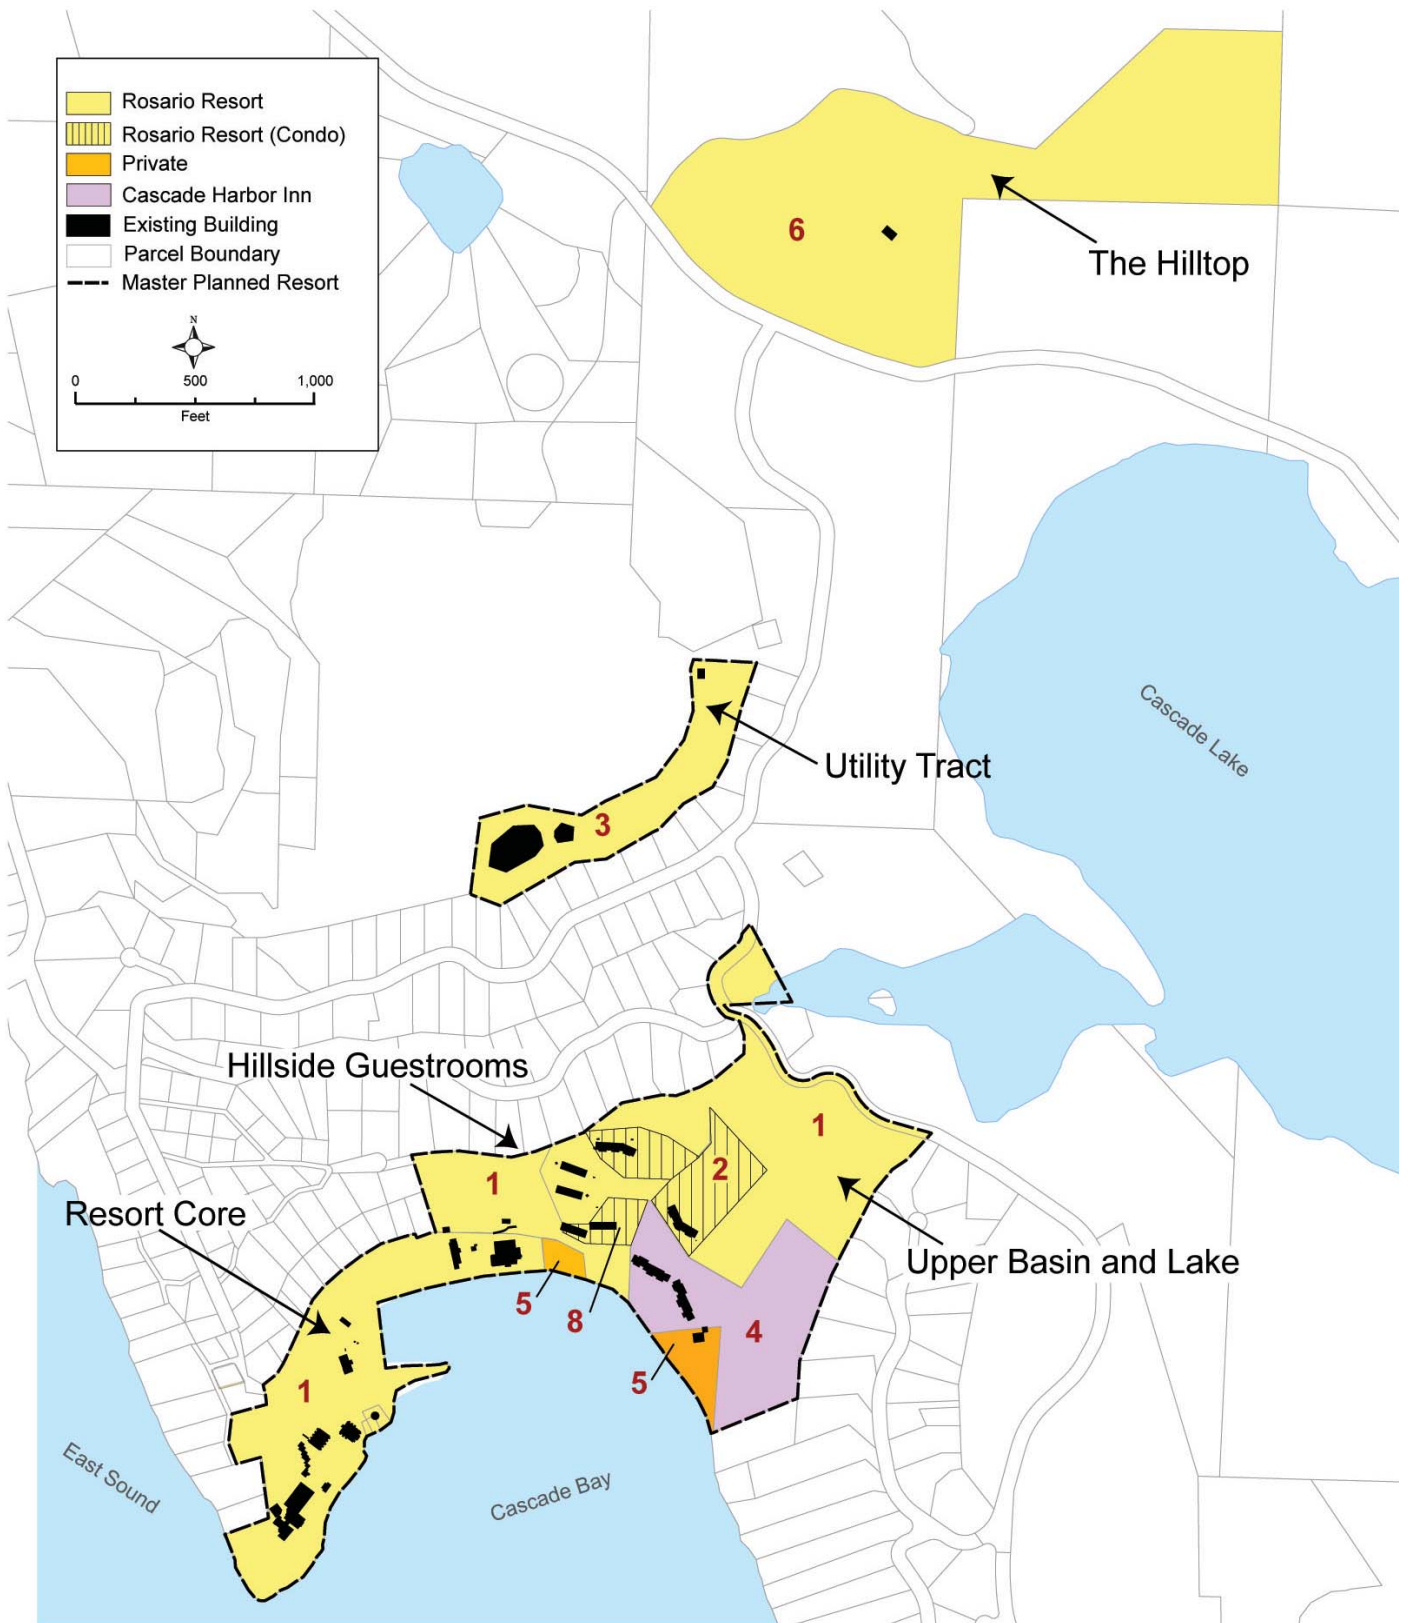 Rosario Resort
Rosario Resort (Condo)
Private
Cascade Harbor Inn
Existing Building
Parcel Boundary
Master Planned Resort
N
0 500 1,000
Feet
6
The Hilltop
Cascade Lake
Utility Tract
3
Hillside Guestrooms
1
2
1
Resort Core
Upper Basin and Lake
5
8
4
5
1
East Sound
Cascade Bay